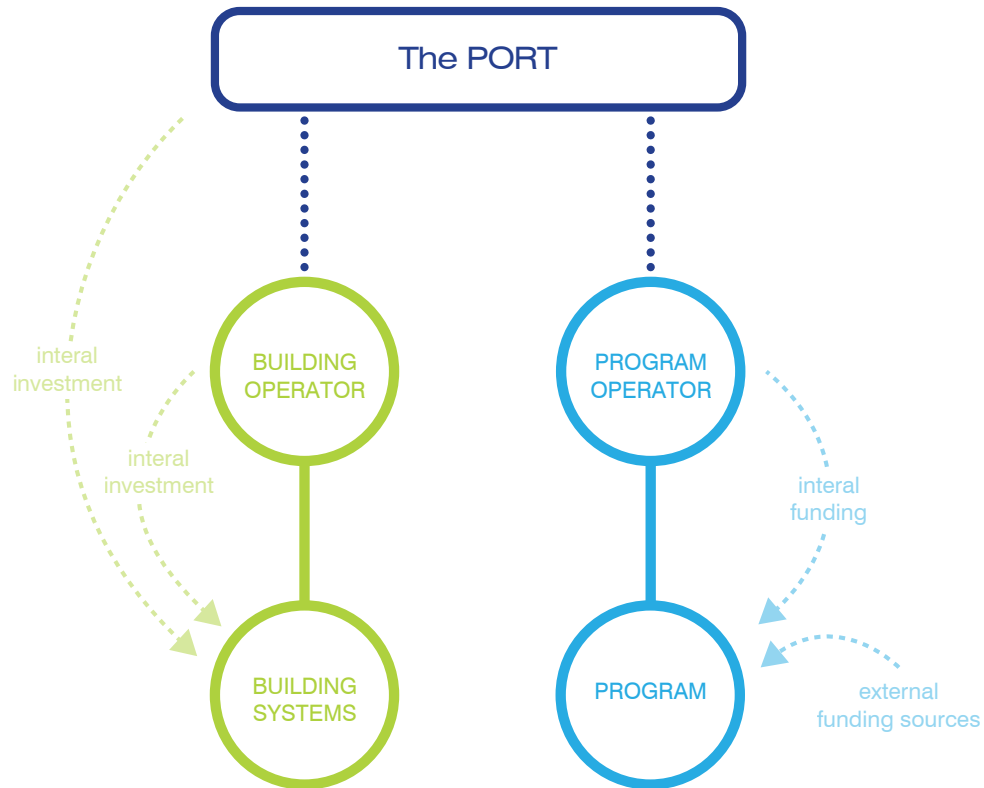 The PORT
BUILDING
OPERATOR
PROGRAM
OPERATOR
interal
investment
interal
investment
interal
funding
BUILDING
SYSTEMS
PROGRAM
external
funding sources